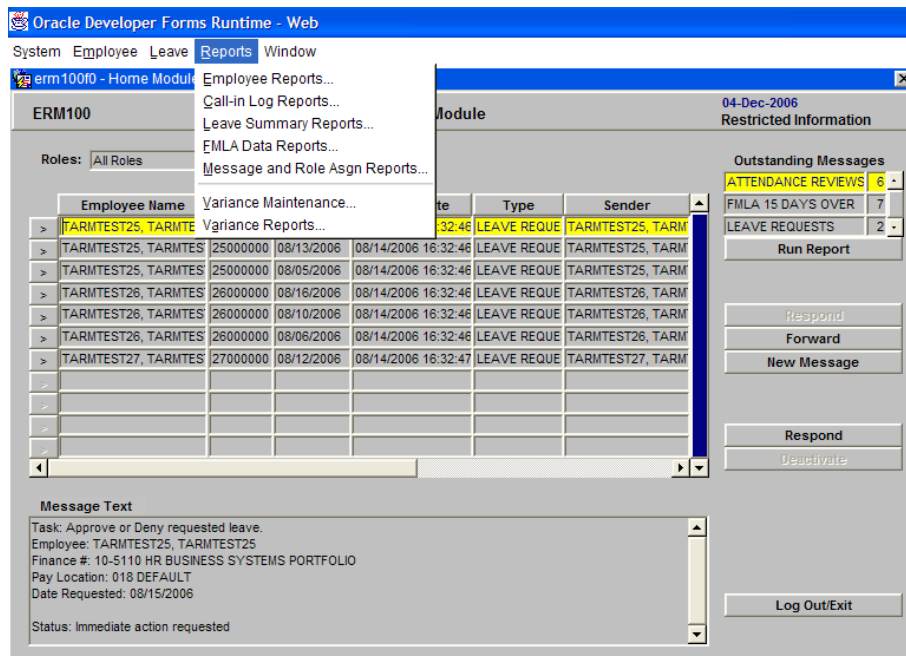 Oracle Developer Forms Runtime - Web
System Employee Leave Reports Window
erm100f0 - Home Module
Employee Reports...
Call-in Log Reports...
Leave Summary Reports...
FMLA Data Reports...
Message and Role Asgn Reports...
Variance Maintenance...
Variance Reports...
ERM100 Module
04-Dec-2006
Restricted Information
Roles: All Roles
Outstanding Messages
ATTENDANCE REVIEWS 6
FMLA 15 DAYS OVER 7
LEAVE REQUESTS 2
Run Report
Employee Name te Type Sender
> TARMTEST25, TARMTE :32:46 LEAVE REQUE TARMTEST25, TARM
> TARMTEST25, TARMTES 25000000 08/13/2006 08/14/2006 16:32:46 LEAVE REQUE TARMTEST25, TARM
> TARMTEST25, TARMTES 25000000 08/05/2006 08/14/2006 16:32:46 LEAVE REQUE TARMTEST25, TARM
> TARMTEST26, TARMTES 26000000 08/16/2006 08/14/2006 16:32:46 LEAVE REQUE TARMTEST26, TARM
> TARMTEST26, TARMTES 26000000 08/10/2006 08/14/2006 16:32:46 LEAVE REQUE TARMTEST26, TARM
> TARMTEST26, TARMTES 26000000 08/06/2006 08/14/2006 16:32:46 LEAVE REQUE TARMTEST26, TARM
> TARMTEST27, TARMTES 27000000 08/12/2006 08/14/2006 16:32:47 LEAVE REQUE TARMTEST27, TARM
>
>
>
>
Respond
Forward
New Message
Respond
Deactivate
Message Text
Task: Approve or Deny requested leave.
Employee: TARMTEST25, TARMTEST25
Finance #: 10-5110 HR BUSINESS SYSTEMS PORTFOLIO
Pay Location: 018 DEFAULT
Date Requested: 08/15/2006
Status: Immediate action requested
Log Out/Exit